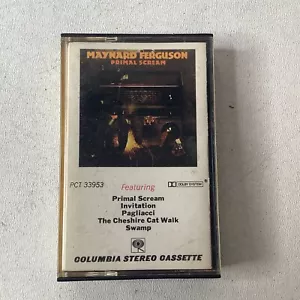 MAYNARD FERGUSON
PRIMAL SCREAM
PCT 33953
Featuring
DOLBY SYSTEM
Primal Scream
Invitation
Pagliacci
The Cheshire Cat Walk
Swamp
COLUMBIA STEREO CASSETTE